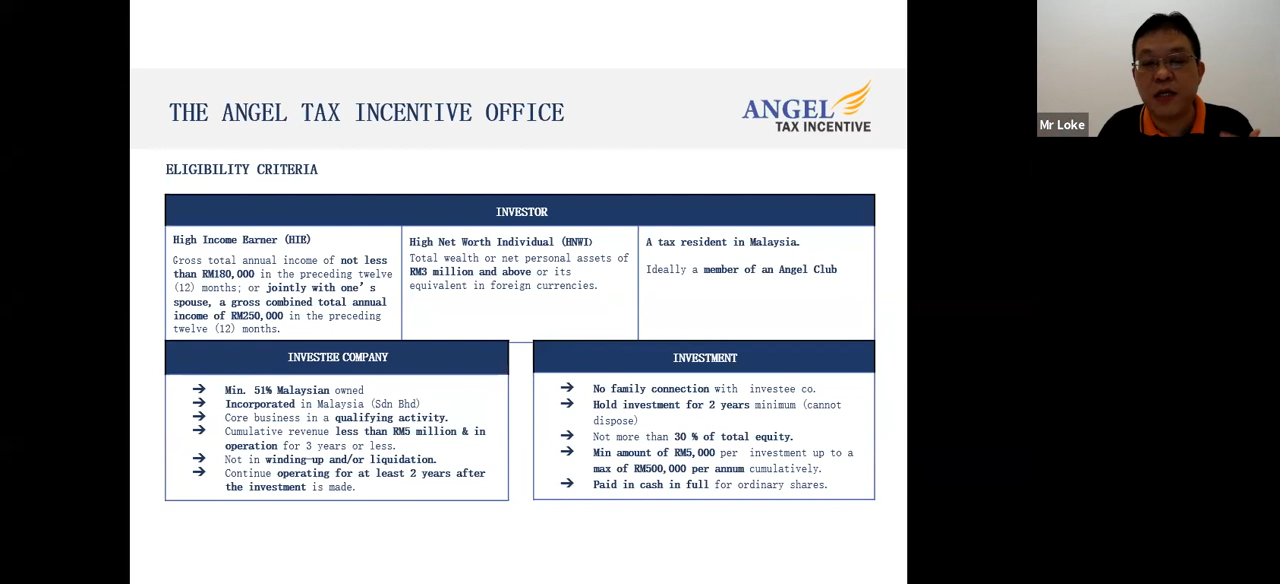 THE ANGEL TAX INCENTIVE OFFICE
ANGEL
TAX INCENTIVE
Mr Loke
ELIGIBILITY CRITERIA
INVESTOR
High Income Earner (HIE)
Gross total annual income of not less
than RM180,000 in the preceding twelve
(12) months; or jointly with one's
spouse, a gross combined total annual
income of RM250,000 in the preceding
twelve (12) months.
High Net Worth Individual (HNWI)
Total wealth or net personal assets of
RM3 million and above or its
equivalent in foreign currencies.
A tax resident in Malaysia.
Ideally a member of an Angel Club
INVESTEE COMPANY
→ Min. 51% Malaysian owned
→ Incorporated in Malaysia (Sdn Bhd)
→ Core business in a qualifying activity.
→ Cumulative revenue less than RM5 million & in
operation for 3 years or less.
→ Not in winding-up and/or liquidation.
→ Continue operating for at least 2 years after
the investment is made.
INVESTMENT
→ No family connection with investee co.
→ Hold investment for 2 years minimum (cannot
dispose)
→ Not more than 30 % of total equity.
→ Min amount of RM5,000 per investment up to a
max of RM500,000 per annum cumulatively.
→ Paid in cash in full for ordinary shares.